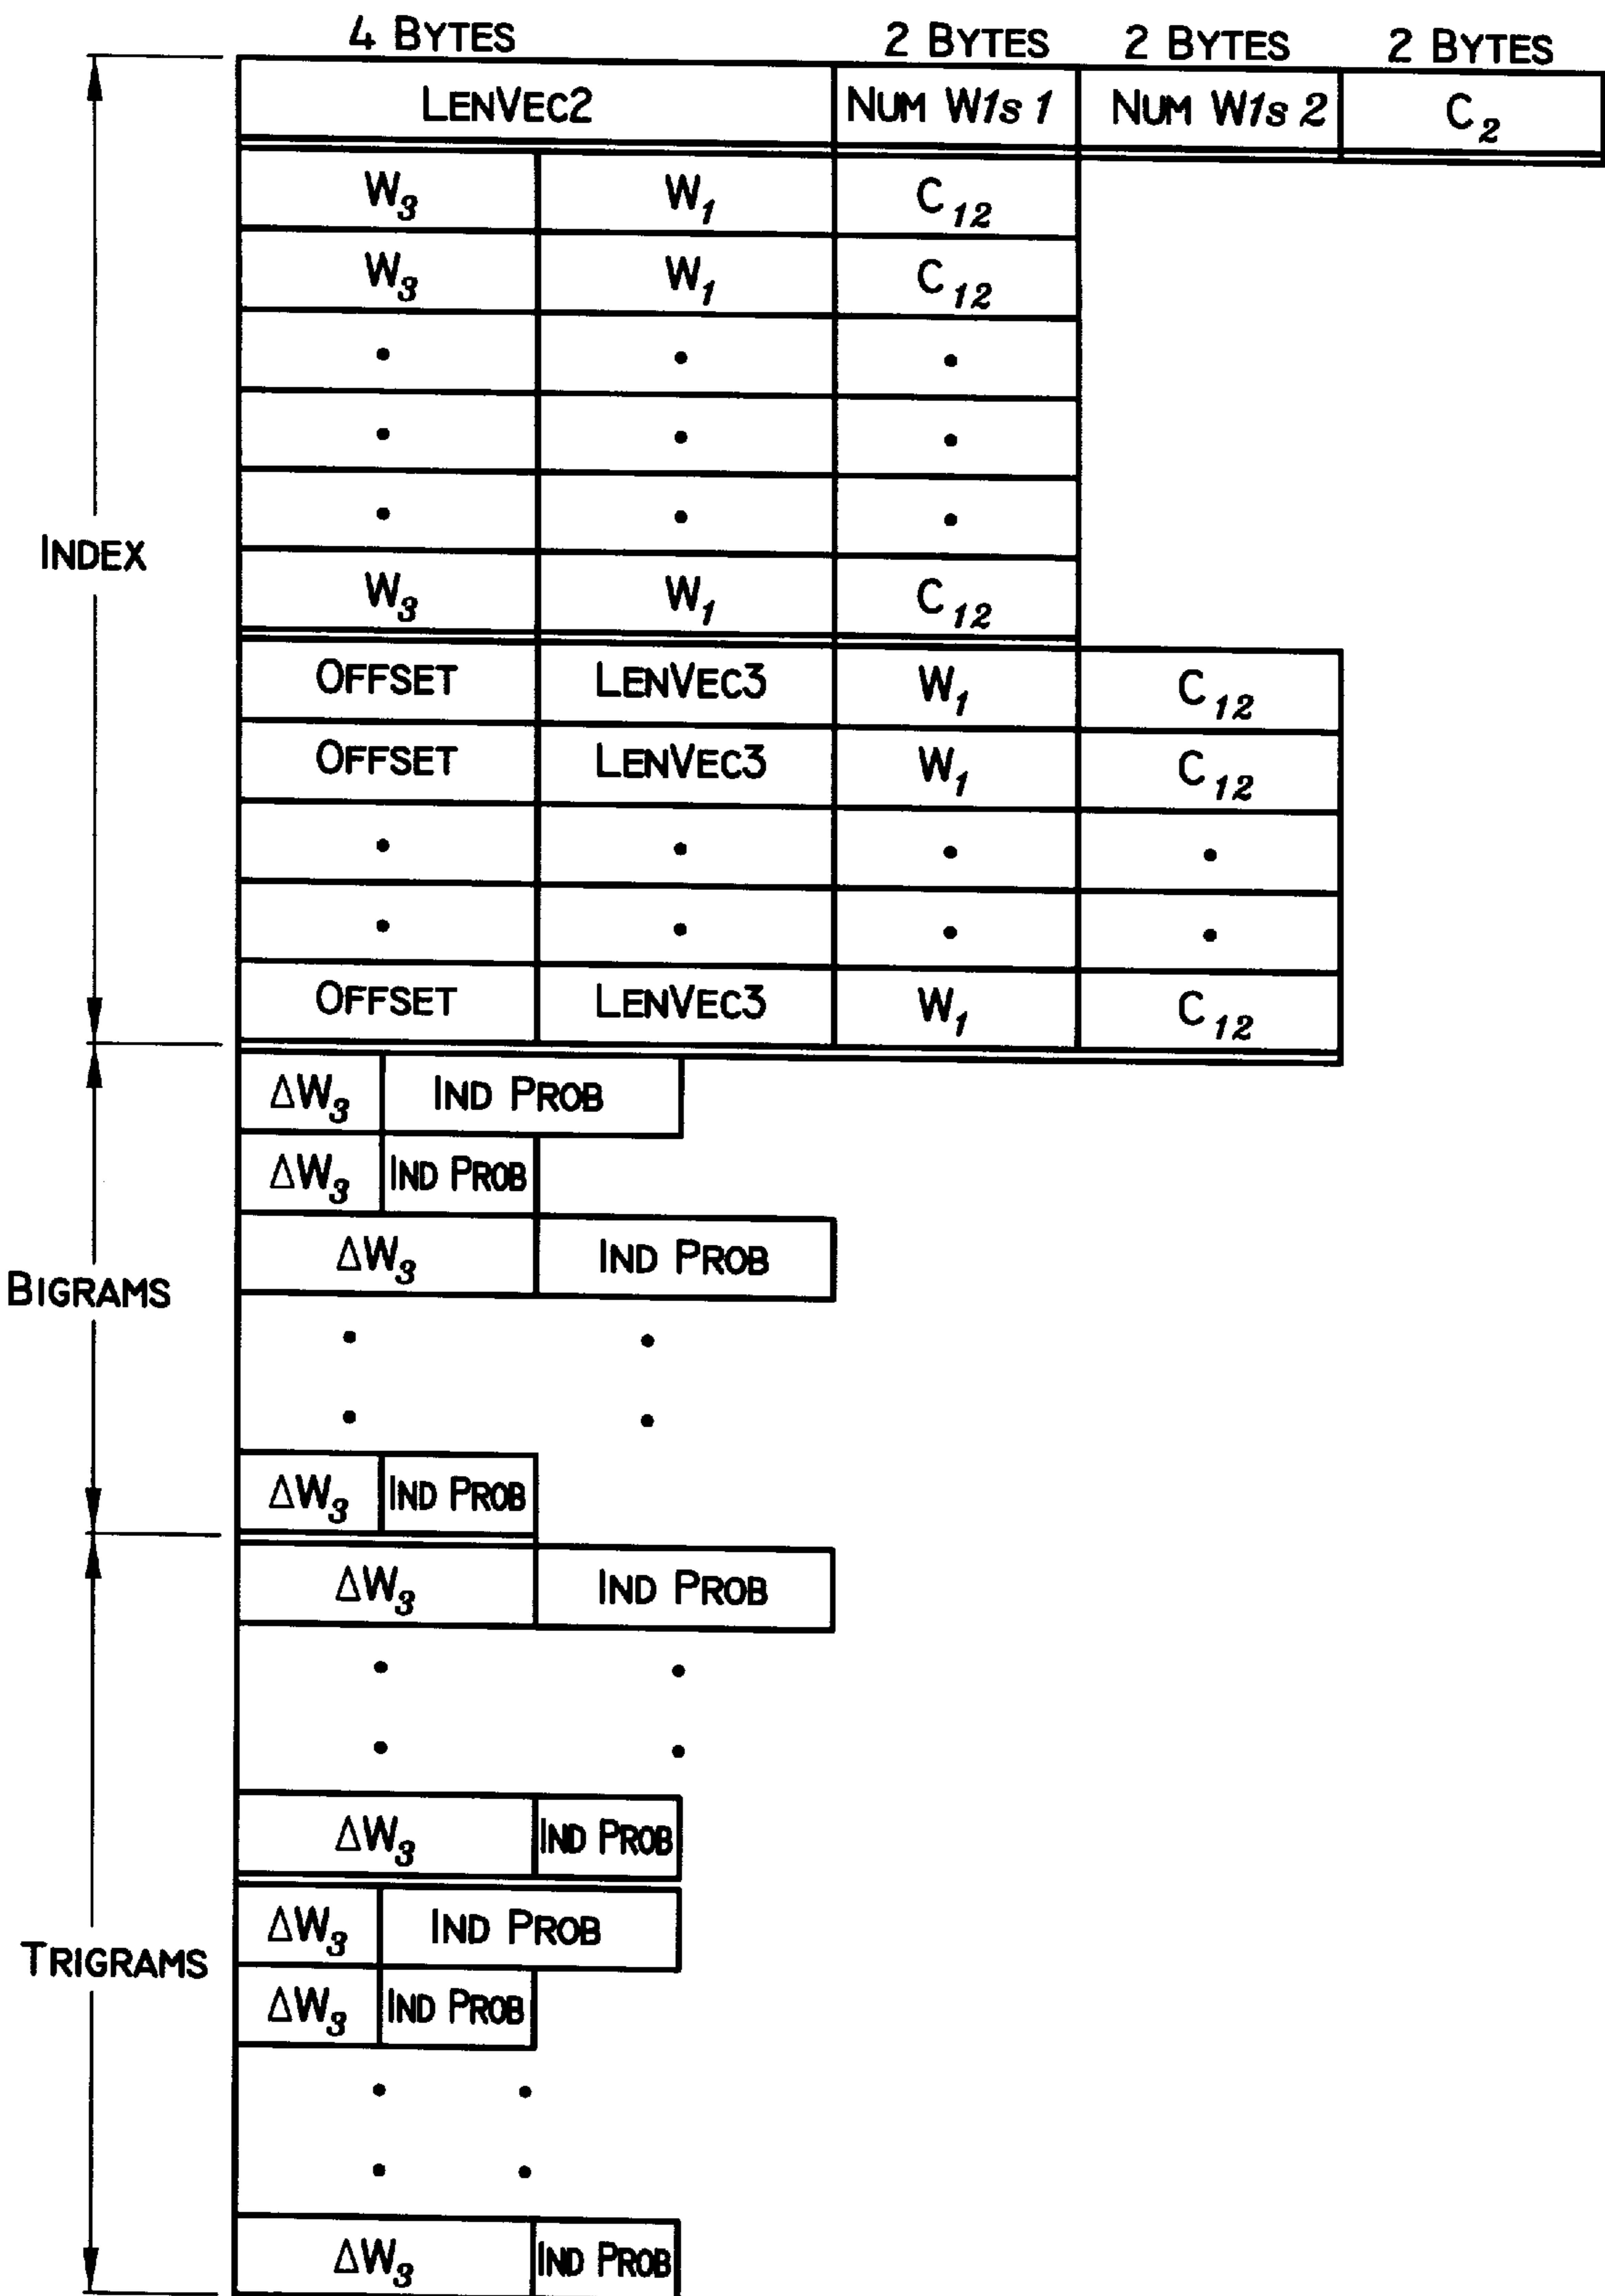 4 BYTES 2 BYTES 2 BYTES 2 BYTES
LENVEC2 NUM W1s 1 NUM W1s 2 C2
W3 W1 C12
W3 W1 C12
INDEX
W3 W1 C12
OFFSET LENVEC3 W1 C12
OFFSET LENVEC3 W1 C12
OFFSET LENVEC3 W1 C12
ΔW3 IND PROB
ΔW3 IND PROB
ΔW3 IND PROB
BIGRAMS
ΔW3 IND PROB
ΔW3 IND PROB
ΔW3 IND PROB
ΔW3 IND PROB
TRIGRAMS
ΔW3 IND PROB
ΔW3 IND PROB